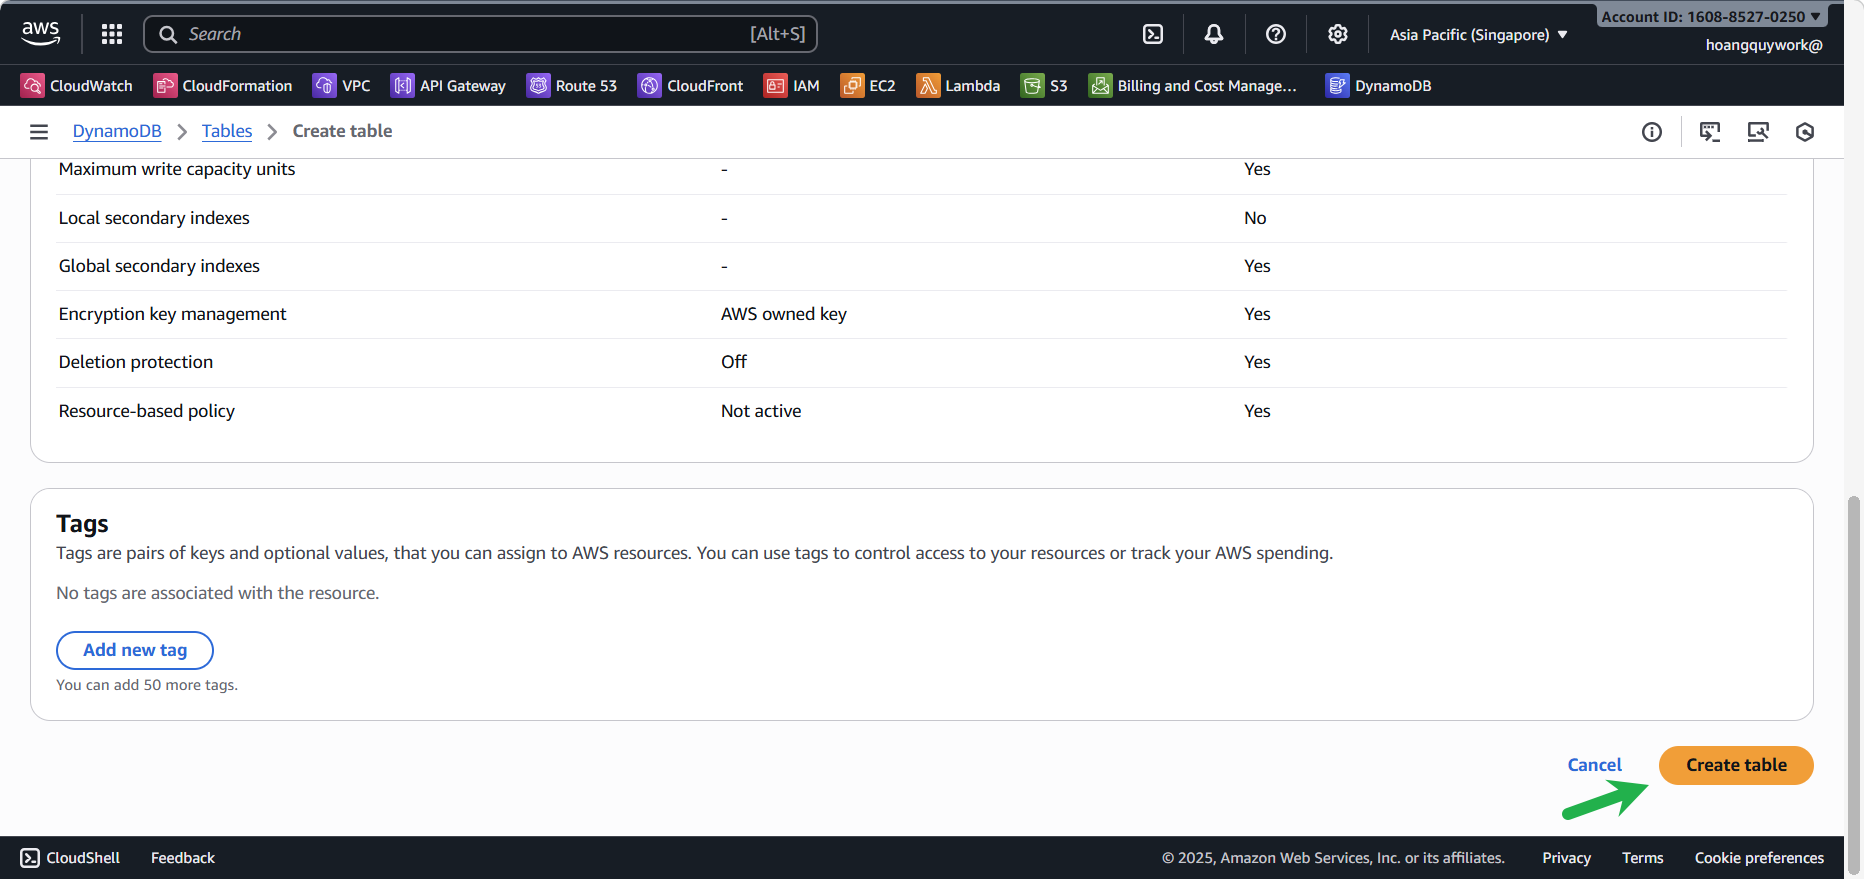 aws
Search [Alt+S]
Asia Pacific (Singapore) ▼
Account ID: 1608-8527-0250 ▼
hoangquywork@
CloudWatch CloudFormation VPC API Gateway Route 53 CloudFront IAM EC2 Lambda S3 Billing and Cost Manage... DynamoDB
DynamoDB > Tables > Create table
Maximum write capacity units - Yes
Local secondary indexes - No
Global secondary indexes - Yes
Encryption key management AWS owned key Yes
Deletion protection Off Yes
Resource-based policy Not active Yes
Tags
Tags are pairs of keys and optional values, that you can assign to AWS resources. You can use tags to control access to your resources or track your AWS spending.
No tags are associated with the resource.
Add new tag
You can add 50 more tags.
Cancel Create table
CloudShell Feedback © 2025, Amazon Web Services, Inc. or its affiliates. Privacy Terms Cookie preferences